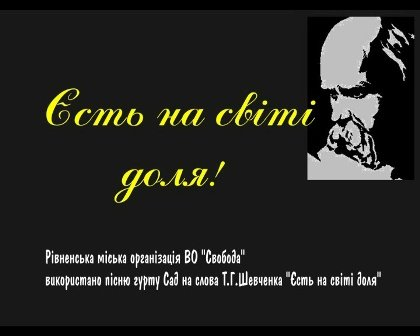 Єсть на світі
доля!
Рівненська міська організація ВО "Свобода"
використано пісню гурту Сад на слова Т.Г.Шевченка "Єсть на світі доля"